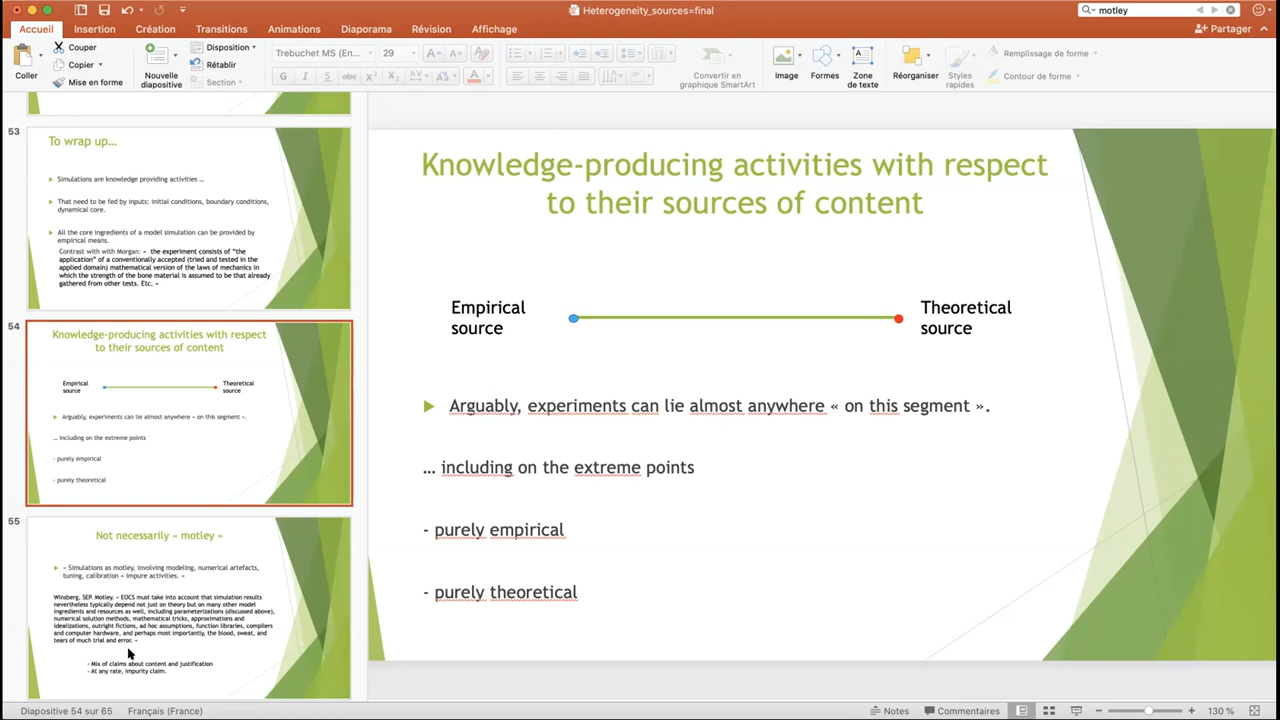 Heterogeneity_sources=final
motley
Accueil Insertion Création Transitions Animations Diaporama Révision Affichage
Partager
Coller
Couper
Copier
Mise en forme
Nouvelle
diapositive
Disposition
Rétablir
Section
Trebuchet MS (En... 29
G I S abc X² X₂ AV Aa A
Convertir en
graphique SmartArt
Image
Formes
Zone
de texte
Réorganiser
Styles
rapides
Remplissage de forme
Contour de forme
53
To wrap up...
Simulations are knowledge providing activities ...
That need to be fed by inputs: initial conditions, boundary conditions,
dynamical core.
All the core ingredients of a model simulation can be provided by
empirical means.
Contrast with with Morgan: « the experiment consists of "the
application" of a conventionally accepted (tried and tested in the
applied domain) mathematical version of the laws of mechanics in
which the strength of the bone material is assumed to be that already
gathered from other tests. Etc. »
54
Knowledge-producing activities with respect
to their sources of content
Empirical
source
Theoretical
source
Arguably, experiments can lie almost anywhere « on this segment ».
... including on the extreme points
- purely empirical
- purely theoretical
55
Not necessarily « motley »
« Simulations as motley, involving modeling, numerical artefacts,
tuning, calibration = impure activities. »
Winsberg, SEP. Motley. « EOCS must take into account that simulation results
nevertheless typically depend not just on theory but on many other model
ingredients and resources as well, including parameterizations (discussed above),
numerical solution methods, mathematical tricks, approximations and
idealizations, outright fictions, ad hoc assumptions, function libraries, compilers
and computer hardware, and perhaps most importantly, the blood, sweat, and
tears of much trial and error. »
- Mix of claims about content and justification
- At any rate, impurity claim.
Knowledge-producing activities with respect
to their sources of content
Empirical
source
Theoretical
source
Arguably, experiments can lie almost anywhere « on this segment ».
... including on the extreme points
- purely empirical
- purely theoretical
Diapositive 54 sur 65 Français (France)
Notes Commentaires 130 %